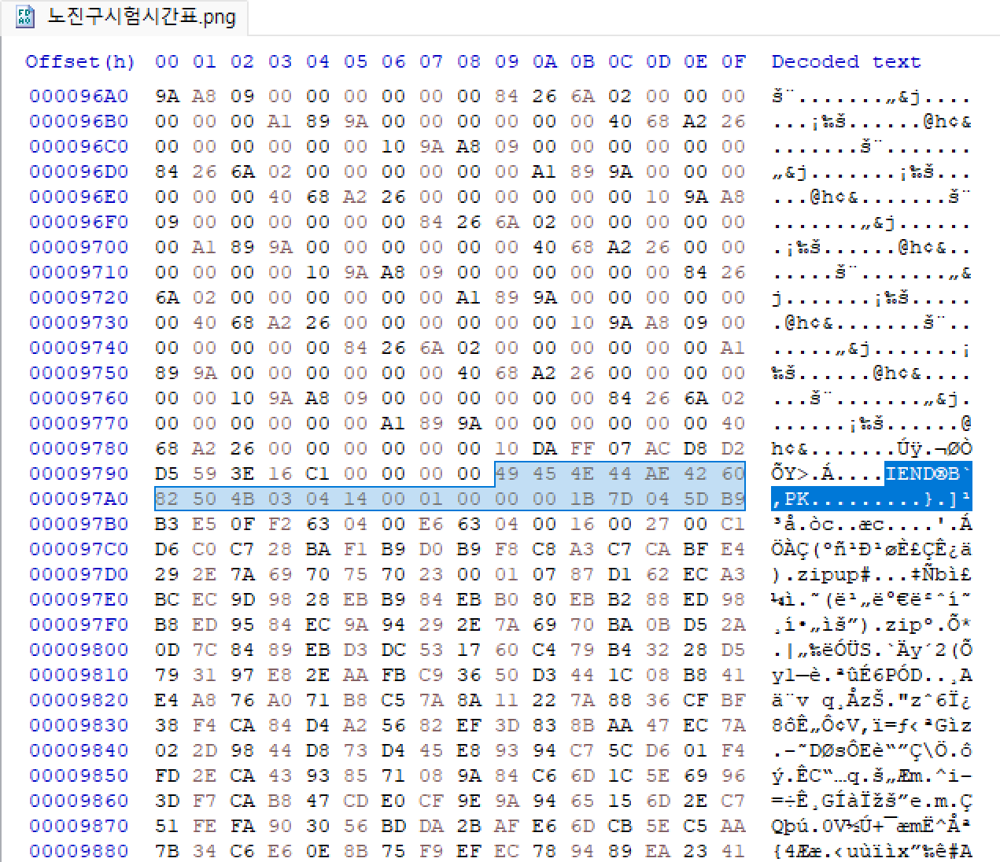 노진구시험시간표.png
Offset(h) 00 01 02 03 04 05 06 07 08 09 0A 0B 0C 0D 0E 0F Decoded text
000096A0 9A A8 09 00 00 00 00 00 00 84 26 6A 02 00 00 00 š¨.......„&j....
000096B0 00 00 00 A1 89 9A 00 00 00 00 00 00 40 68 A2 26 ...¡‰š......@h¢&
000096C0 00 00 00 00 00 00 10 9A A8 09 00 00 00 00 00 00 .......š¨.......
000096D0 84 26 6A 02 00 00 00 00 00 00 A1 89 9A 00 00 00 „&j.......¡‰š...
000096E0 00 00 00 40 68 A2 26 00 00 00 00 00 00 10 9A A8 ...@h¢&.......š¨
000096F0 09 00 00 00 00 00 00 84 26 6A 02 00 00 00 00 00 .......„&j......
00009700 00 A1 89 9A 00 00 00 00 00 00 40 68 A2 26 00 00 .¡‰š......@h¢&..
00009710 00 00 00 00 10 9A A8 09 00 00 00 00 00 00 84 26 .....š¨.......„&
00009720 6A 02 00 00 00 00 00 00 A1 89 9A 00 00 00 00 00 j.......¡‰š.....
00009730 00 40 68 A2 26 00 00 00 00 00 00 10 9A A8 09 00 .@h¢&.......š¨..
00009740 00 00 00 00 00 84 26 6A 02 00 00 00 00 00 00 A1 .....„&j.......¡
00009750 89 9A 00 00 00 00 00 00 40 68 A2 26 00 00 00 00 ‰š......@h¢&....
00009760 00 00 10 9A A8 09 00 00 00 00 00 00 84 26 6A 02 ...š¨.......„&j.
00009770 00 00 00 00 00 00 A1 89 9A 00 00 00 00 00 00 40 ......¡‰š......@
00009780 68 A2 26 00 00 00 00 00 00 10 DA FF 07 AC D8 D2 h¢&.......Úÿ.¬ØÒ
00009790 D5 59 3E 16 C1 00 00 00 00 49 45 4E 44 AE 42 60 ÕY>.Á....IEND®B`
000097A0 82 50 4B 03 04 14 00 01 00 00 00 1B 7D 04 5D B9 ‚PK.........}.]¹
000097B0 B3 E5 0F F2 63 04 00 E6 63 04 00 16 00 27 00 C1 ³å.òc..æc....'.Á
000097C0 D6 C0 C7 28 BA F1 B9 D0 B9 F8 C8 A3 C7 CA BF E4 ÖÀÇ(ºñ¹Ð¹øÈ£ÇÊ¿ä
000097D0 29 2E 7A 69 70 75 70 23 00 01 07 87 D1 62 EC A3 ).zipup#...‡Ñbì£
000097E0 BC EC 9D 98 28 EB B9 84 EB B0 80 EB B2 88 ED 98 ¼ì.˜(ë¹„ë°€ë²ˆí˜
000097F0 B8 ED 95 84 EC 9A 94 29 2E 7A 69 70 BA 0B D5 2A ¸í•„ìš”).zipº.Õ*
00009800 0D 7C 84 89 EB D3 DC 53 17 60 C4 79 B4 32 28 D5 .|„‰ëÓÜS.`Äy´2(Õ
00009810 79 31 97 E8 2E AA FB C9 36 50 D3 44 1C 08 B8 41 y1—è.ªûÉ6PÓD..¸A
00009820 E4 A8 76 A0 71 B8 C5 7A 8A 11 22 7A 88 36 CF BF ä¨v q¸ÅzŠ."zˆ6Ï¿
00009830 38 F4 CA 84 D4 A2 56 82 EF 3D 83 8B AA 47 EC 7A 8ôÊ„Ô¢V‚ï=ƒ‹ªGìz
00009840 02 2D 98 44 D8 73 D4 45 E8 93 94 C7 5C D6 01 F4 .-˜DØsÔEè“”Ç\Ö.ô
00009850 FD 2E CA 43 93 85 71 08 9A 84 C6 6D 1C 5E 69 96 ý.ÊC“…q.š„Æm.^i–
00009860 3D F7 CA B8 47 CD E0 CF 9E 9A 94 65 15 6D 2E C7 =÷Ê¸GÍàÏžš”e.m.Ç
00009870 51 FE FA 90 30 56 BD DA 2B AF E6 6D CB 5E C5 AA Qþú.0V½Ú+¯æmË^Åª
00009880 7B 34 C6 E6 0E 8B 75 F9 EF EC 78 94 89 EA 23 41 {4Ææ.‹uùïìx”‰ê#A